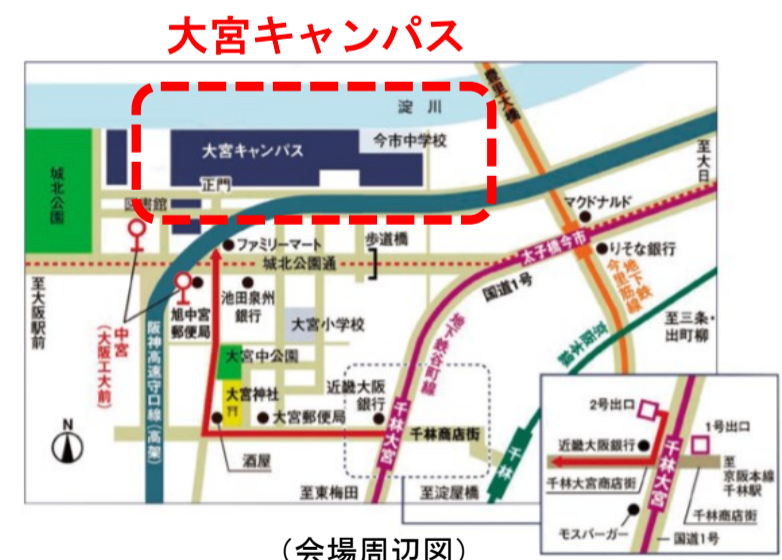 大宮キャンパス
淀 川
豊里大橋
大宮キャンパス
今市中学校
至大日
城北公園
正門
図書館
マクドナルド
ファミリーマート
歩道橋
太子橋今市
りそな銀行
城北公園通
国道1号
地下鉄
今里筋線
至大阪駅前
旭中宮
郵便局
池田泉州
銀行
大宮小学校
地下鉄谷町線
京阪本線
至三条・
出町柳
中宮
(大阪工大前)
阪神高速守口線(高架)
大宮中公園
大宮神社
近畿大阪
銀行
大宮郵便局
千林大宮
千林商店街
千林
N
酒屋
至東梅田
至淀屋橋
2号出口
1号出口
近畿大阪銀行
千林大宮
至
京阪本線
千林駅
千林大宮商店街
千林商店街
モスバーガー
国道1号
(会場周辺図)